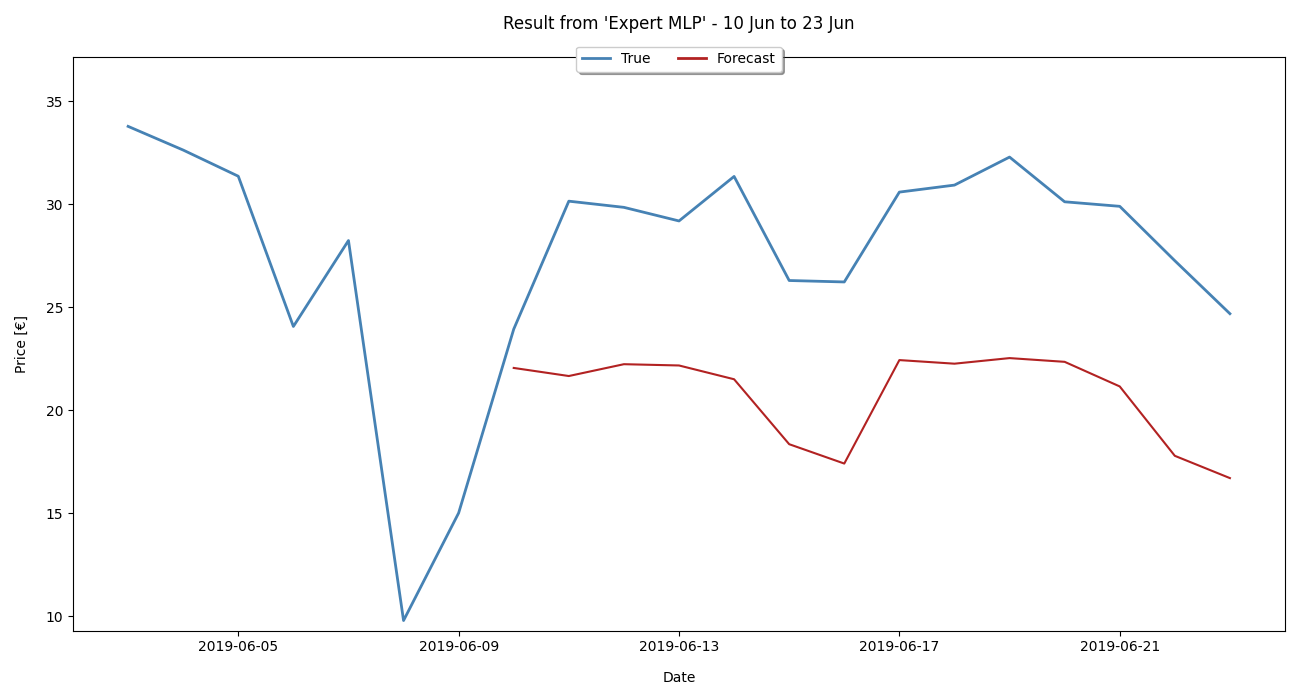 Result from 'Expert MLP' - 10 Jun to 23 Jun
True Forecast
Price [€]
35
30
25
20
15
10
2019-06-05 2019-06-09 2019-06-13 2019-06-17 2019-06-21
Date